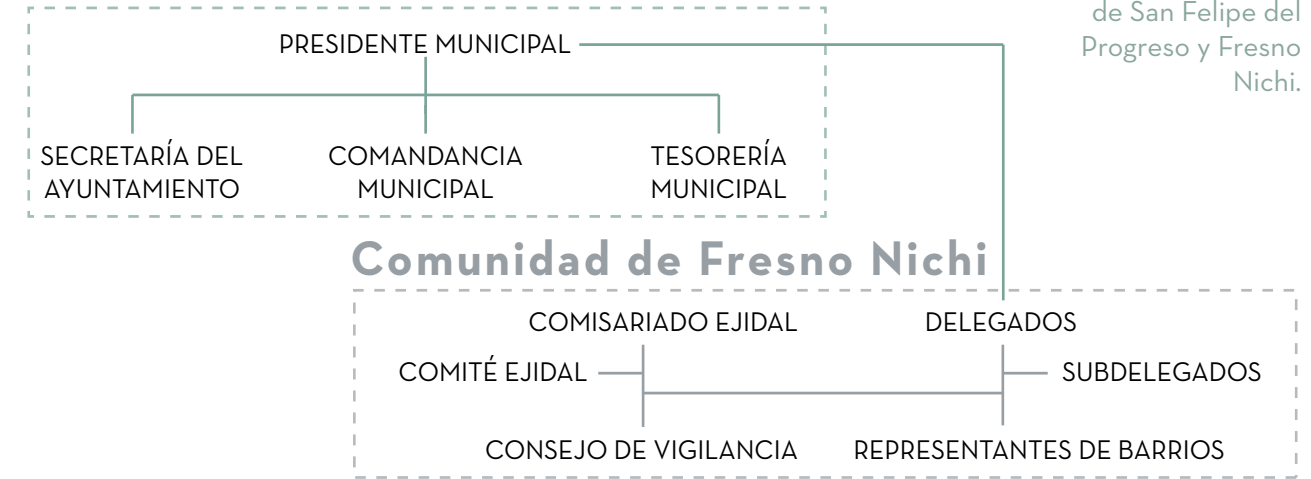 de San Felipe del
Progreso y Fresno
Nichi.
PRESIDENTE MUNICIPAL
SECRETARÍA DEL
AYUNTAMIENTO
COMANDANCIA
MUNICIPAL
TESORERÍA
MUNICIPAL
Comunidad de Fresno Nichi
COMISARIADO EJIDAL
DELEGADOS
COMITÉ EJIDAL
SUBDELEGADOS
CONSEJO DE VIGILANCIA
REPRESENTANTES DE BARRIOS